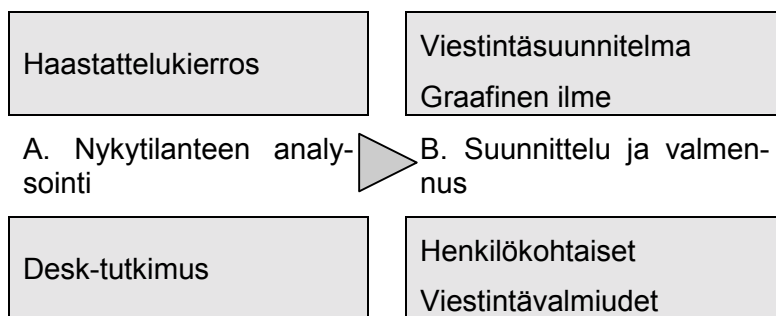 Haastattelukierros
Viestintäsuunnitelma
Graafinen ilme
A. Nykytilanteen analy-
sointi
B. Suunnittelu ja valmen-
nus
Desk-tutkimus
Henkilökohtaiset
Viestintävalmiudet